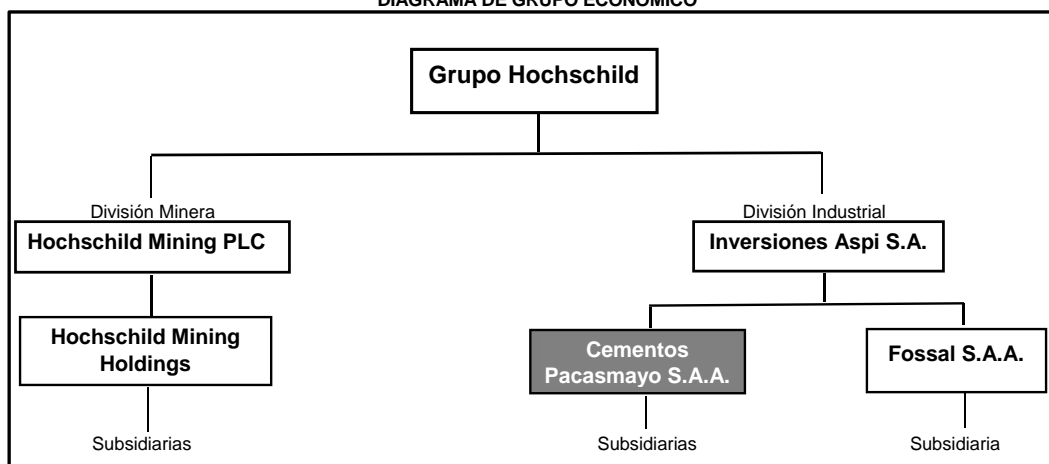 DIAGRAMA DE GRUPO ECONÓMICO
Grupo Hochschild
División Minera
Hochschild Mining PLC
Hochschild Mining
Holdings
Subsidiarias
División Industrial
Inversiones Aspi S.A.
Cementos
Pacasmayo S.A.A.
Subsidiarias
Fossal S.A.A.
Subsidiaria